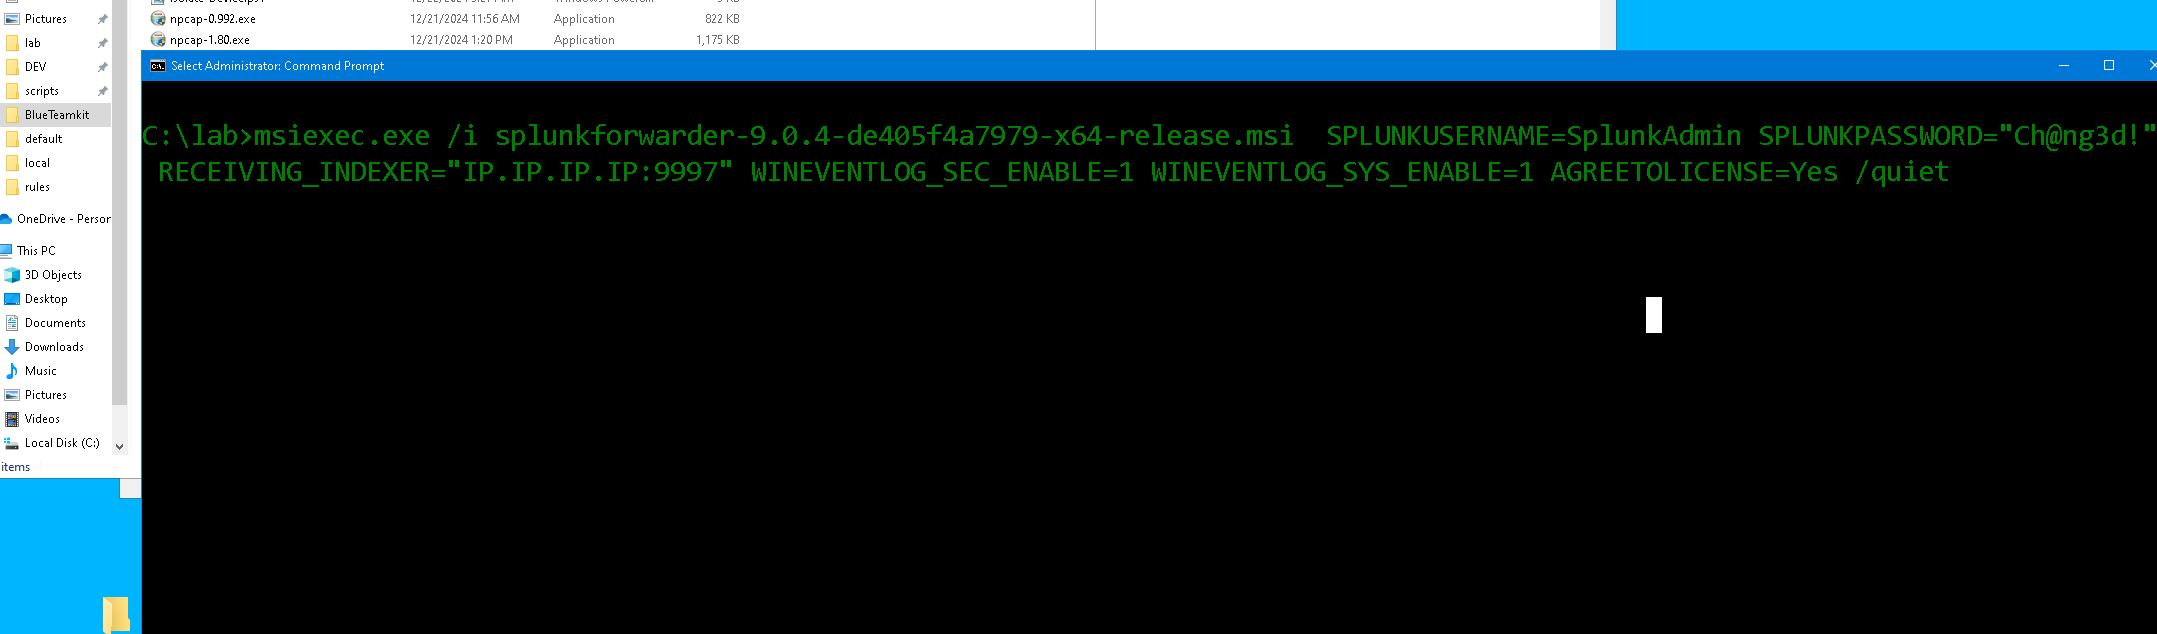 Pictures
lab
DEV
scripts
BlueTeamkit
default
local
rules
OneDrive - Person
This PC
3D Objects
Desktop
Documents
Downloads
Music
Pictures
Videos
Local Disk (C:)
items
npcap-0.992.exe 12/21/2024 11:56 AM Application 822 KB
npcap-1.80.exe 12/21/2024 1:20 PM Application 1,175 KB
Select Administrator: Command Prompt
C:\lab>msiexec.exe /i splunkforwarder-9.0.4-de405f4a7979-x64-release.msi  SPLUNKUSERNAME=SplunkAdmin SPLUNKPASSWORD="Ch@ng3d!"
RECEIVING_INDEXER="IP.IP.IP.IP:9997" WINEVENTLOG_SEC_ENABLE=1 WINEVENTLOG_SYS_ENABLE=1 AGREETOLICENSE=Yes /quiet